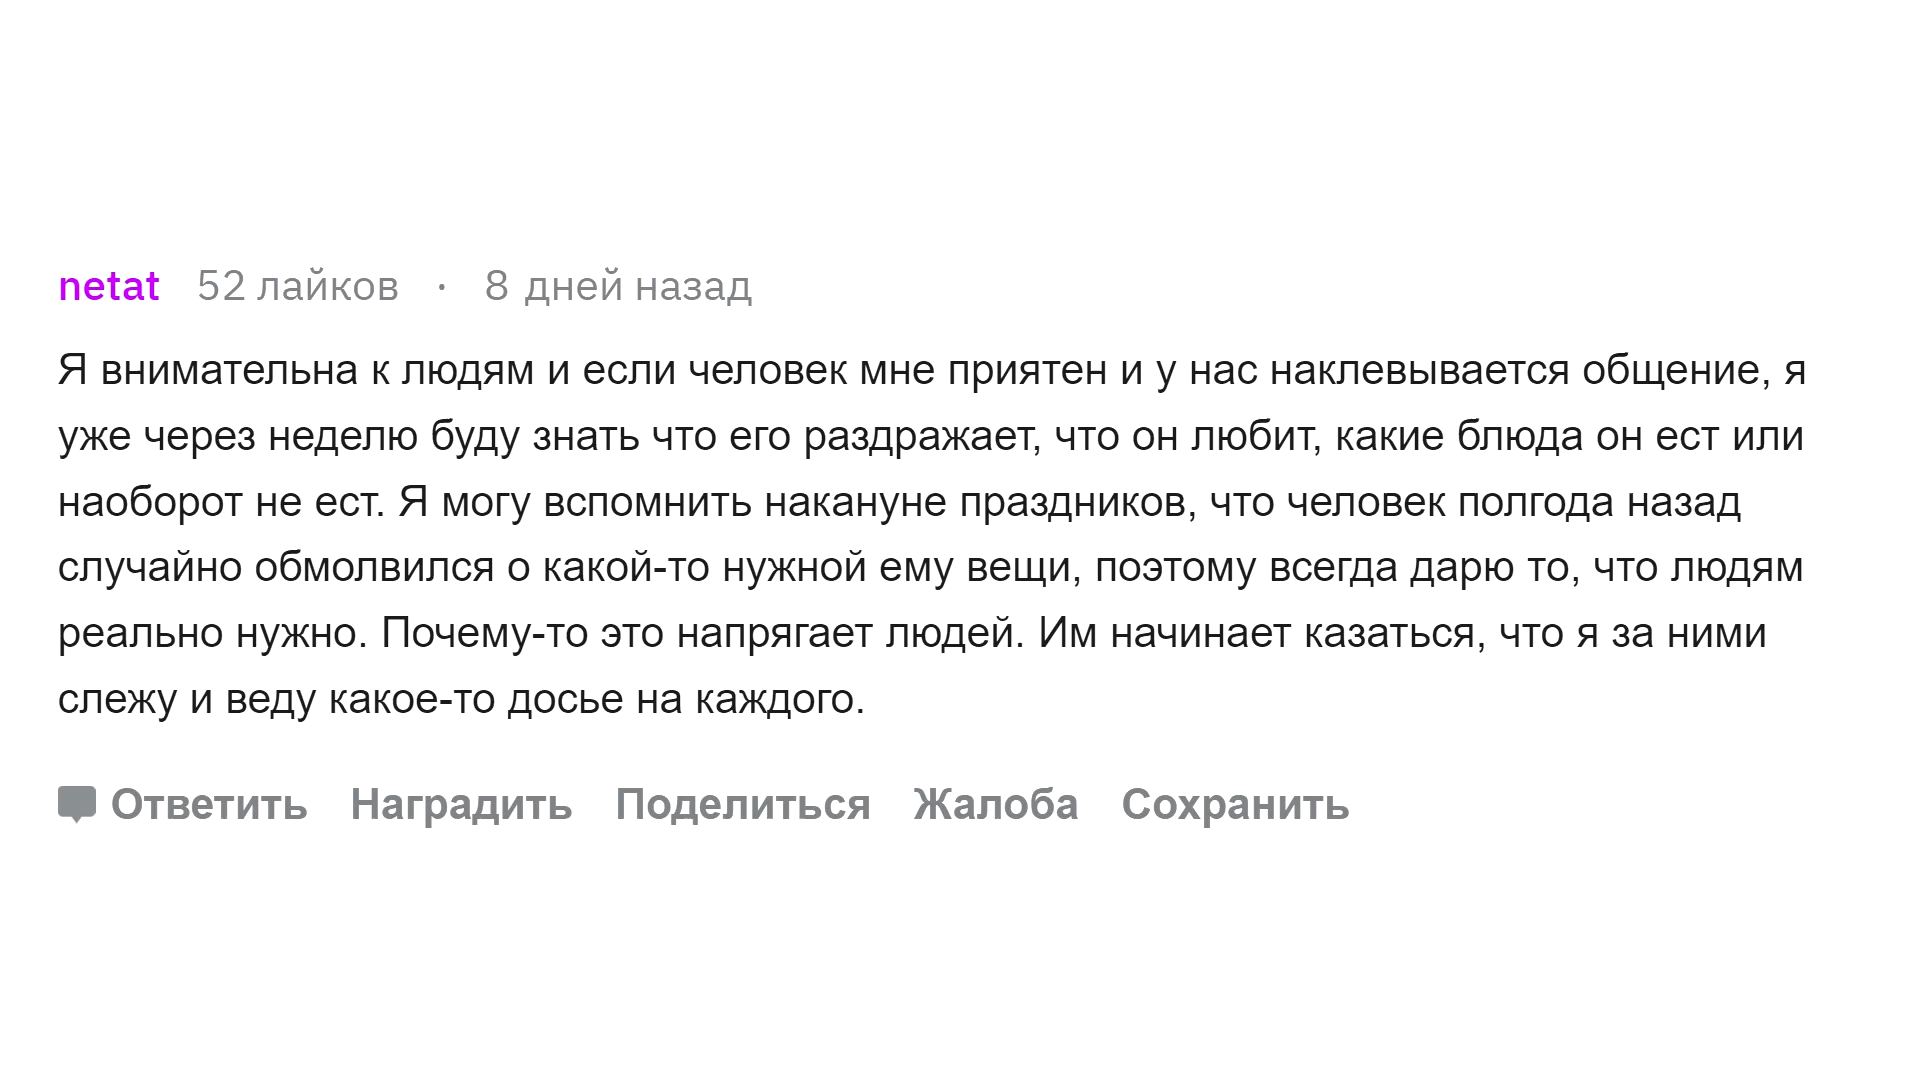 netat 52 лайков · 8 дней назад
Я внимательна к людям и если человек мне приятен и у нас наклевывается общение, я
уже через неделю буду знать что его раздражает, что он любит, какие блюда он ест или
наоборот не ест. Я могу вспомнить накануне праздников, что человек полгода назад
случайно обмолвился о какой-то нужной ему вещи, поэтому всегда дарю то, что людям
реально нужно. Почему-то это напрягает людей. Им начинает казаться, что я за ними
слежу и веду какое-то досье на каждого.
Ответить Наградить Поделиться Жалоба Сохранить